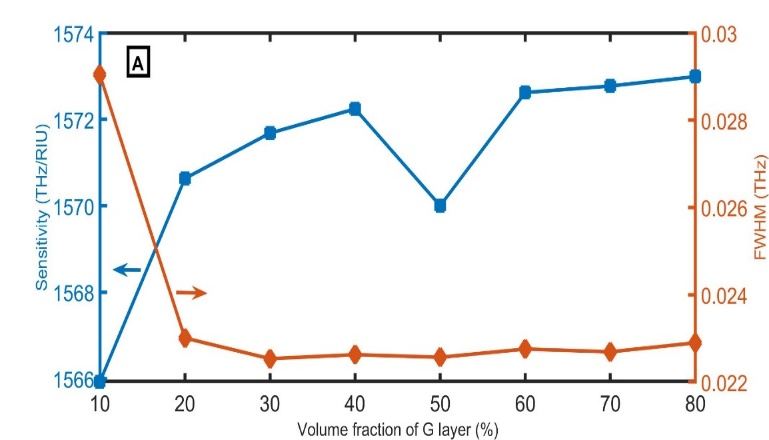 1574
0.03
A
1572
0.028
1570
0.026
1568
0.024
1566
0.022
Sensitivity (THz/RIU)
FWHM (THz)
10 20 30 40 50 60 70 80
Volume fraction of G layer (%)